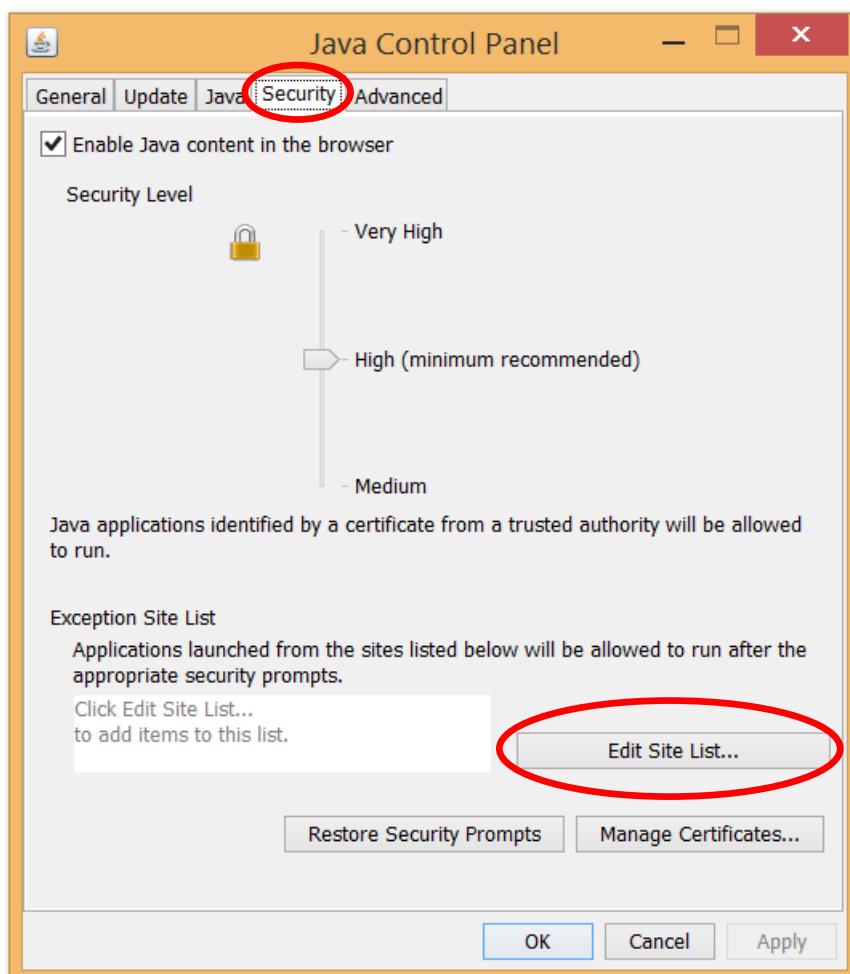 Java Control Panel
General Update Java Security Advanced
Enable Java content in the browser
Security Level
- Very High
- High (minimum recommended)
- Medium
Java applications identified by a certificate from a trusted authority will be allowed
to run.
Exception Site List
Applications launched from the sites listed below will be allowed to run after the
appropriate security prompts.
Click Edit Site List...
to add items to this list.
Edit Site List...
Restore Security Prompts Manage Certificates...
OK Cancel Apply